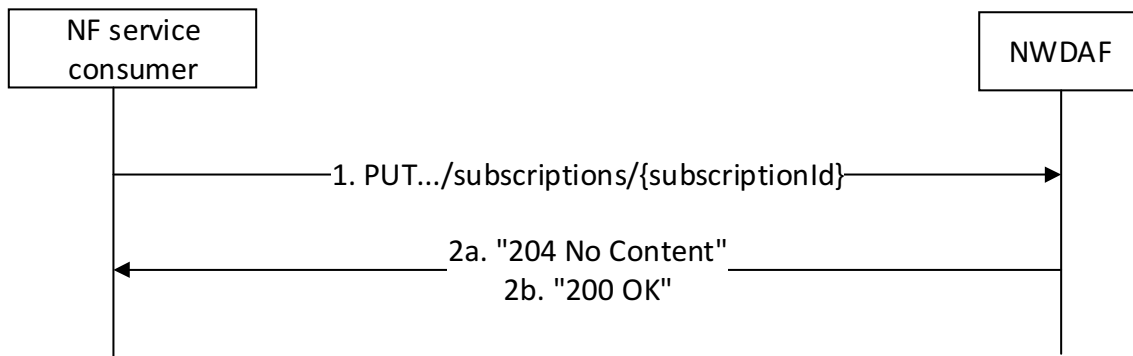 NF service
consumer
NWDAF
1. PUT.../subscriptions/{subscriptionId}
2a. "204 No Content"
2b. "200 OK"